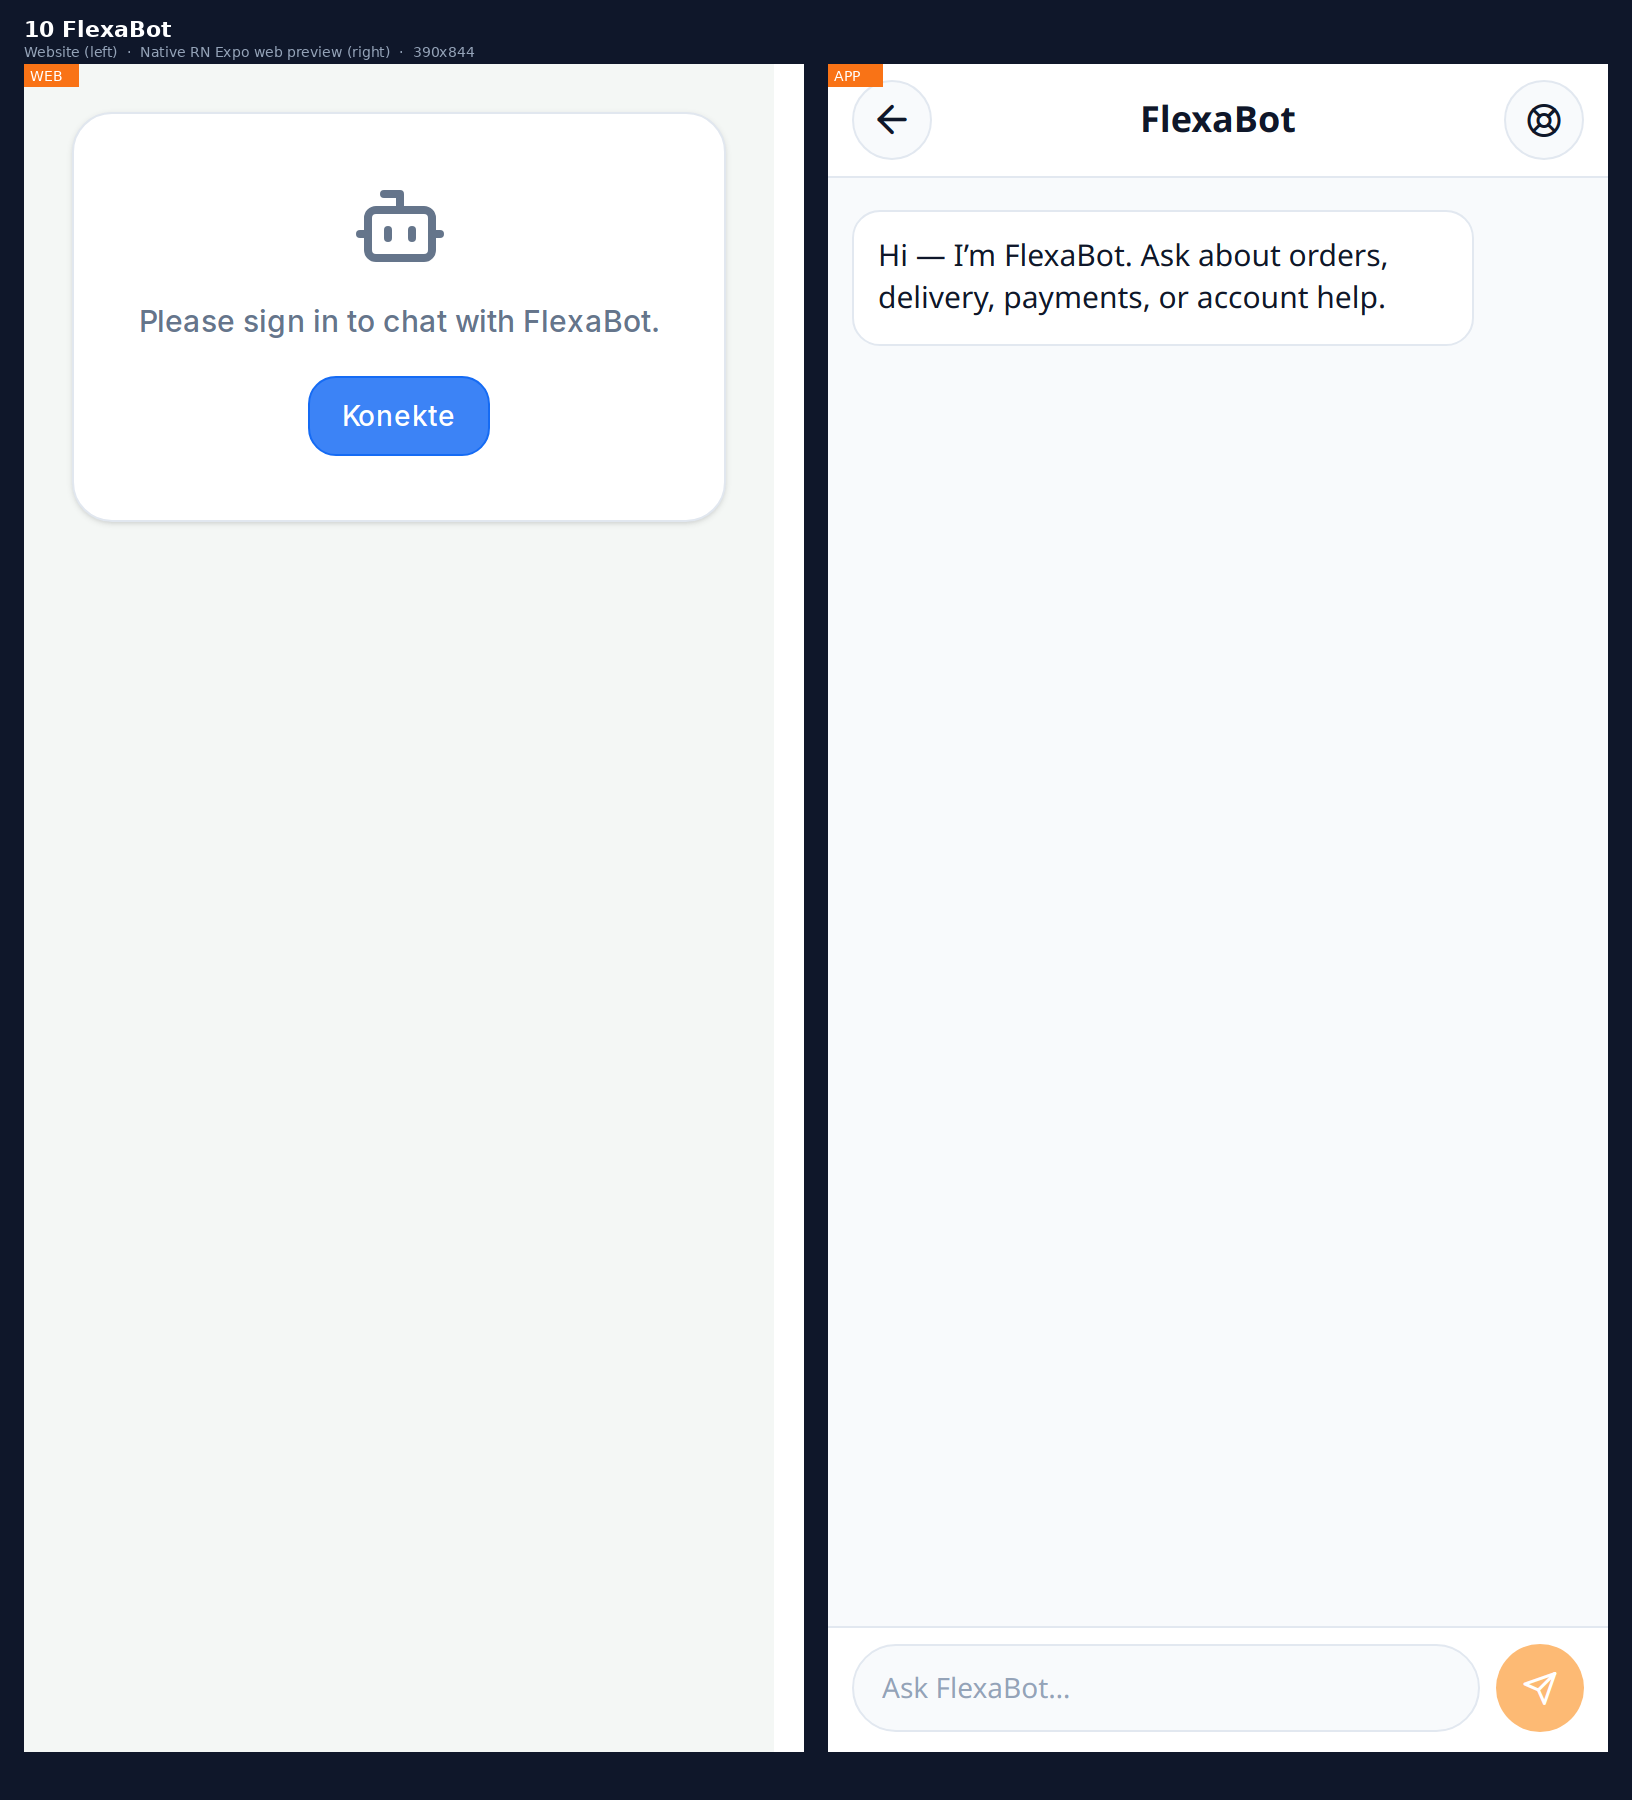 10 FlexaBot
Website (left)  ·  Native RN Expo web preview (right)  ·  390x844
WEB
Please sign in to chat with FlexaBot.
Konekte
APP
FlexaBot
Hi — I’m FlexaBot. Ask about orders,
delivery, payments, or account help.
Ask FlexaBot...